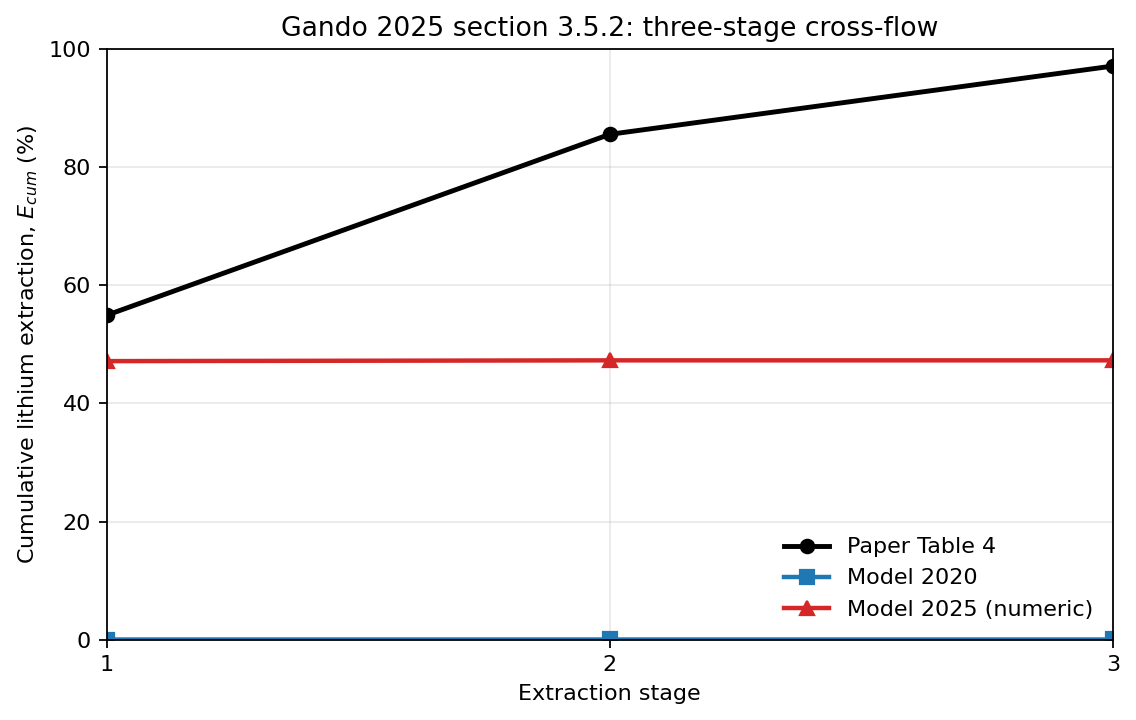 Gando 2025 section 3.5.2: three-stage cross-flow
Cumulative lithium extraction, E_cum (%)
100
80
60
40
20
0
Paper Table 4
Model 2020
Model 2025 (numeric)
1
2
3
Extraction stage